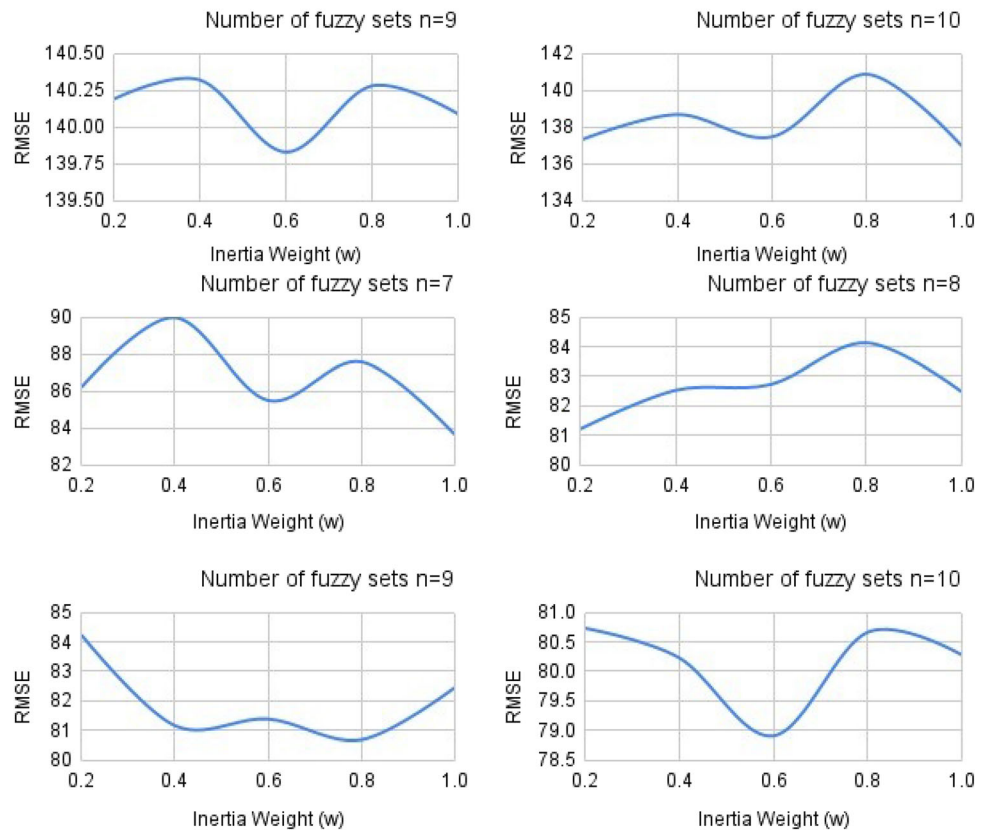 Number of fuzzy sets n=9
140.50
140.25
140.00
139.75
139.50
RMSE
0.2 0.4 0.6 0.8 1.0
Inertia Weight (w)
Number of fuzzy sets n=10
142
140
138
136
134
RMSE
0.2 0.4 0.6 0.8 1.0
Inertia Weight (w)
Number of fuzzy sets n=7
90
88
86
84
82
RMSE
0.2 0.4 0.6 0.8 1.0
Inertia Weight (w)
Number of fuzzy sets n=8
85
84
83
82
81
80
RMSE
0.2 0.4 0.6 0.8 1.0
Inertia Weight (w)
Number of fuzzy sets n=9
85
84
83
82
81
80
RMSE
0.2 0.4 0.6 0.8 1.0
Inertia Weight (w)
Number of fuzzy sets n=10
81.0
80.5
80.0
79.5
79.0
78.5
RMSE
0.2 0.4 0.6 0.8 1.0
Inertia Weight (w)